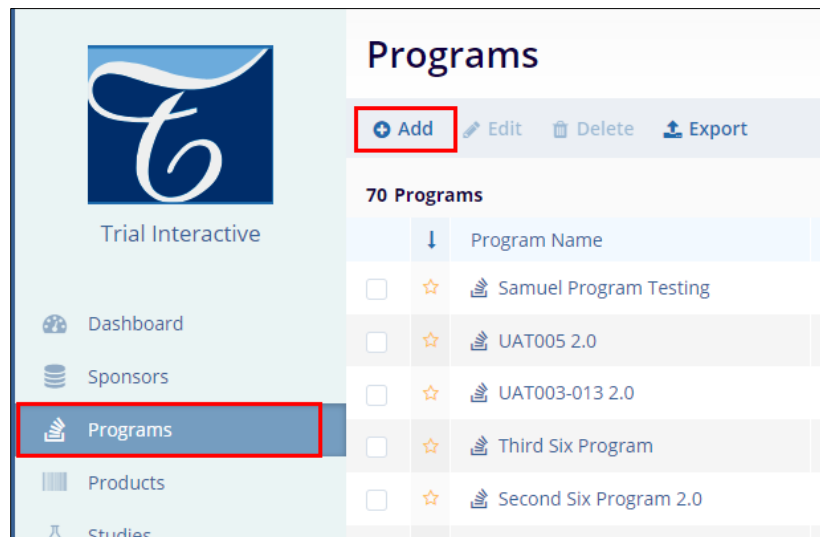 Programs
Add Edit Delete Export
70 Programs
Trial Interactive
Program Name
Samuel Program Testing
Dashboard
UAT005 2.0
Sponsors
UAT003-013 2.0
Programs
Third Six Program
Products
Second Six Program 2.0
Studies